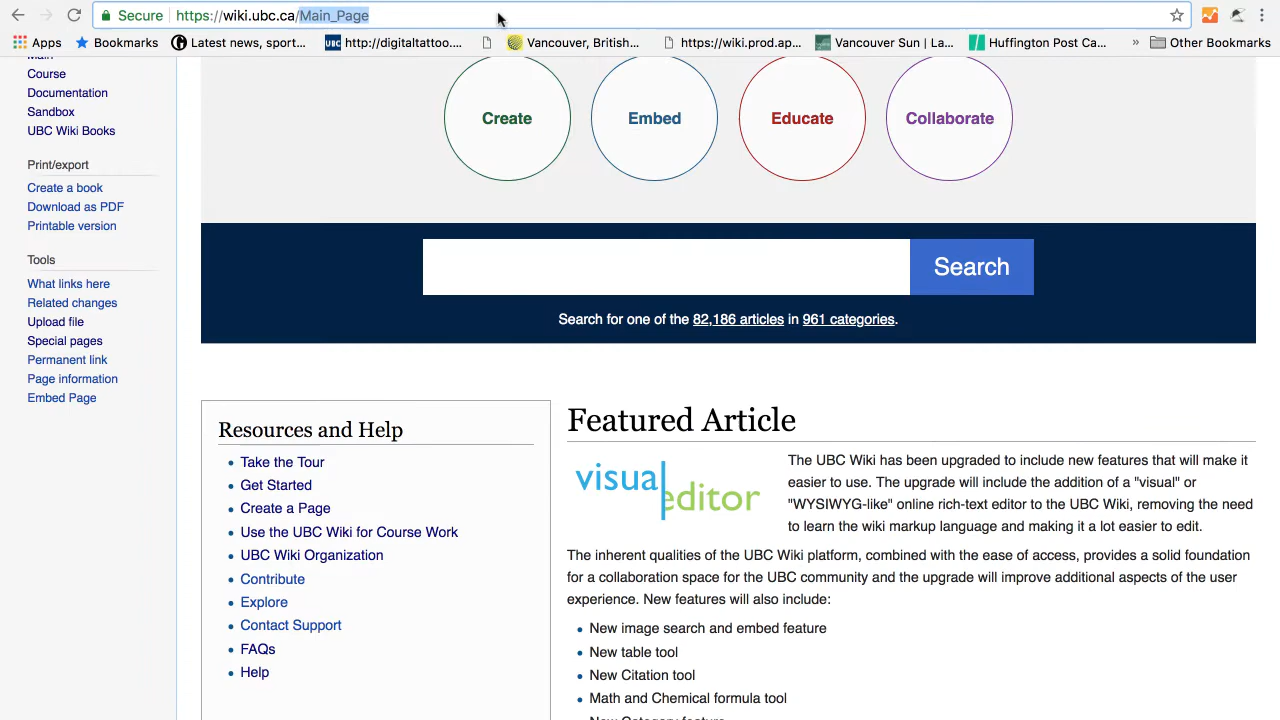 Secure https://wiki.ubc.ca/Main_Page
Apps Bookmarks Latest news, sport... http://digitaltattoo.... Vancouver, British... https://wiki.prod.ap... Vancouver Sun | La... Huffington Post Ca... » Other Bookmarks
Main
Course
Documentation
Sandbox
UBC Wiki Books
Print/export
Create a book
Download as PDF
Printable version
Tools
What links here
Related changes
Upload file
Special pages
Permanent link
Page information
Embed Page
Create Embed Educate Collaborate
Search
Search for one of the 82,186 articles in 961 categories.
Resources and Help
Take the Tour
Get Started
Create a Page
Use the UBC Wiki for Course Work
UBC Wiki Organization
Contribute
Explore
Contact Support
FAQs
Help
Featured Article
visual editor
The UBC Wiki has been upgraded to include new features that will make it
easier to use. The upgrade will include the addition of a "visual" or
"WYSIWYG-like" online rich-text editor to the UBC Wiki, removing the need
to learn the wiki markup language and making it a lot easier to edit.
The inherent qualities of the UBC Wiki platform, combined with the ease of access, provides a solid foundation
for a collaboration space for the UBC community and the upgrade will improve additional aspects of the user
experience. New features will also include:
New image search and embed feature
New table tool
New Citation tool
Math and Chemical formula tool
New Category feature